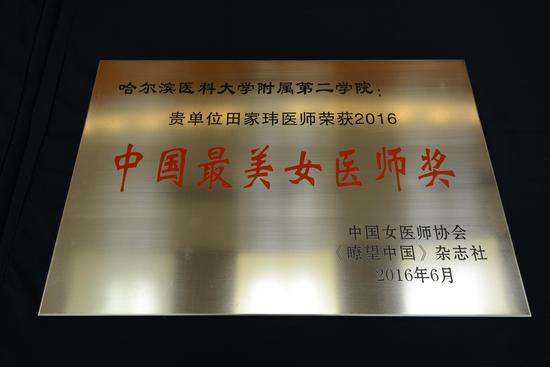 哈尔滨医科大学附属第二学院：
贵单位田家玮医师荣获2016
中国最美女医师奖
中国女医师协会
《瞭望中国》杂志社
2016年6月